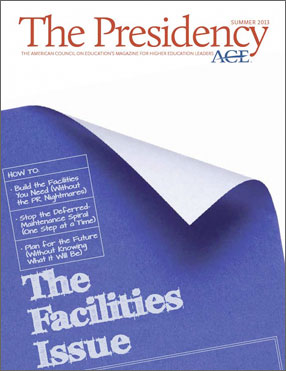 SUMMER 2013
The Presidency
THE AMERICAN COUNCIL ON EDUCATION'S MAGAZINE FOR HIGHER EDUCATION LEADERS
ACE
HOW TO:
• Build the Facilities
You Need (Without
the PR Nightmares)
• Stop the Deferred-
Maintenance Spiral
(One Step at a Time)
• Plan for the Future
(Without Knowing
What it Will Be)
The
Facilities
Issue